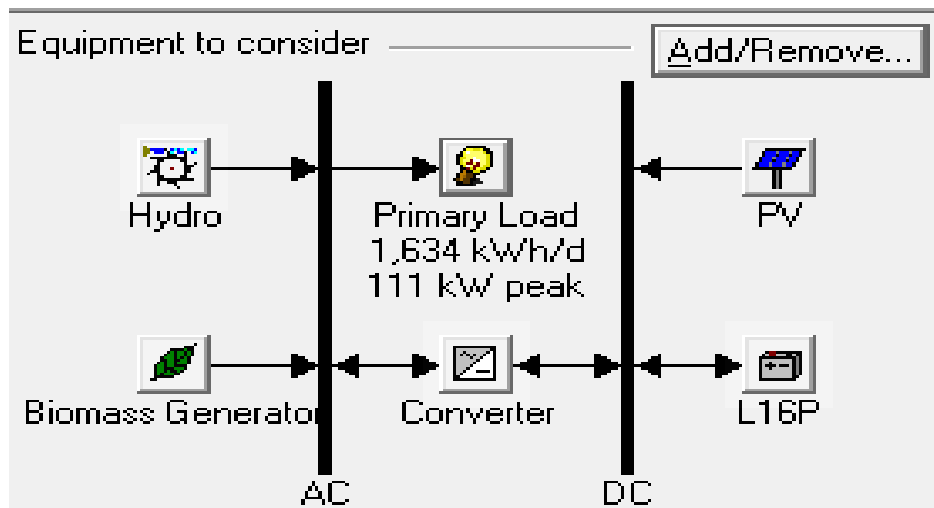 Equipment to consider
Add/Remove...
Hydro
Primary Load
1,634 kWh/d
111 kW peak
PV
Biomass Generator
Converter
L16P
AC
DC